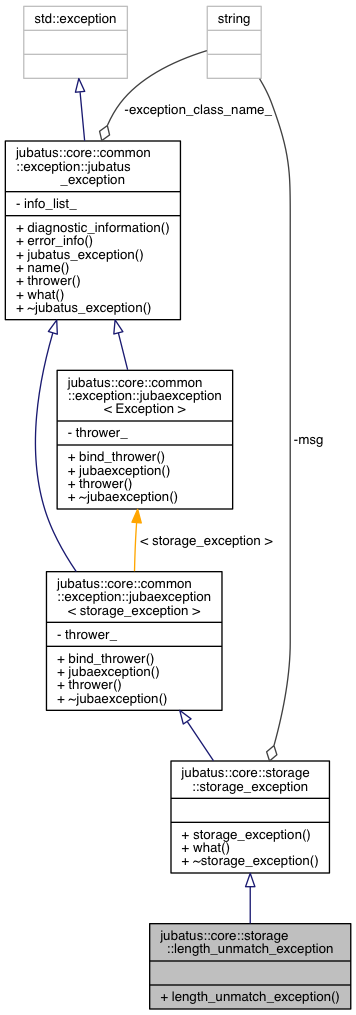 std::exception
string
-exception_class_name_
jubatus::core::common
::exception::jubatus
_exception
- info_list_
+ diagnostic_information()
+ error_info()
+ jubatus_exception()
+ name()
+ thrower()
+ what()
+ ~jubatus_exception()
jubatus::core::common
::exception::jubaexception
< Exception >
- thrower_
+ bind_thrower()
+ jubaexception()
+ thrower()
+ ~jubaexception()
-msg
< storage_exception >
jubatus::core::common
::exception::jubaexception
< storage_exception >
- thrower_
+ bind_thrower()
+ jubaexception()
+ thrower()
+ ~jubaexception()
jubatus::core::storage
::storage_exception
+ storage_exception()
+ what()
+ ~storage_exception()
jubatus::core::storage
::length_unmatch_exception
+ length_unmatch_exception()